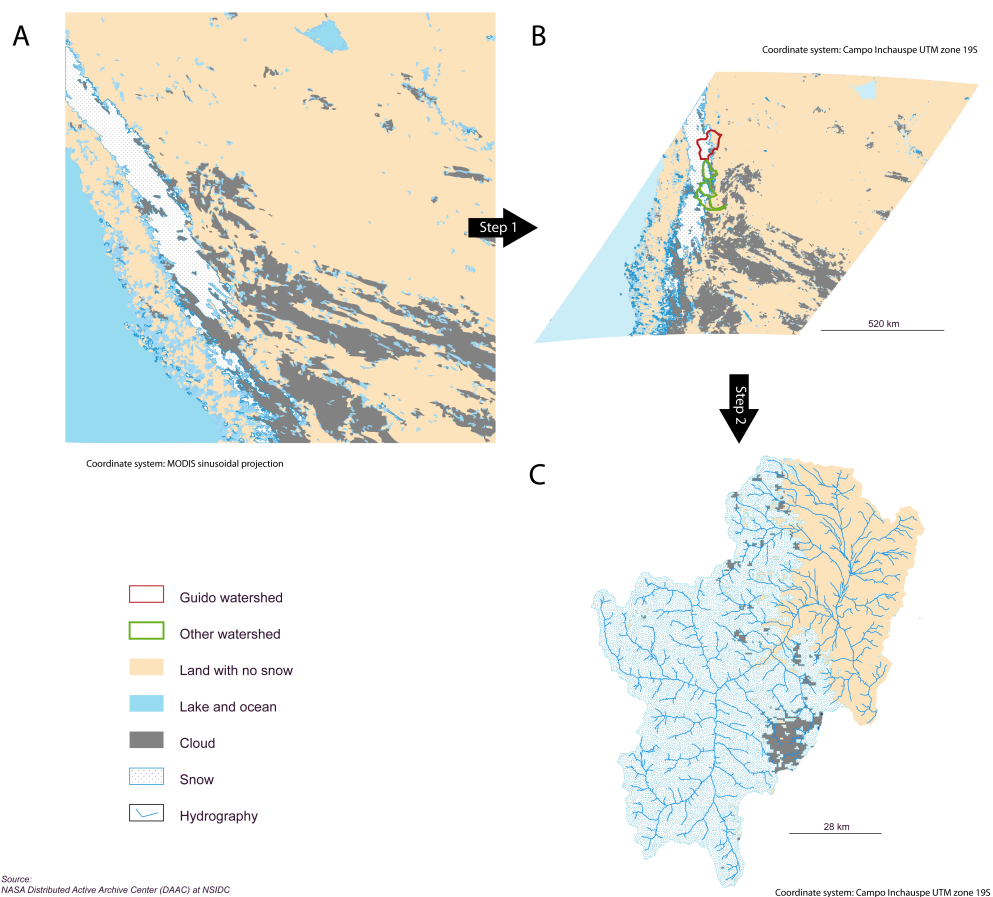 A
B
Coordinate system: Campo Inchauspe UTM zone 19S
Step 1
520 km
Step 2
Coordinate system: MODIS sinusoidal projection
C
Guido watershed
Other watershed
Land with no snow
Lake and ocean
Cloud
Snow
Hydrography
28 km
Source:
NASA Distributed Active Archive Center (DAAC) at NSIDC
Coordinate system: Campo Inchauspe UTM zone 19S